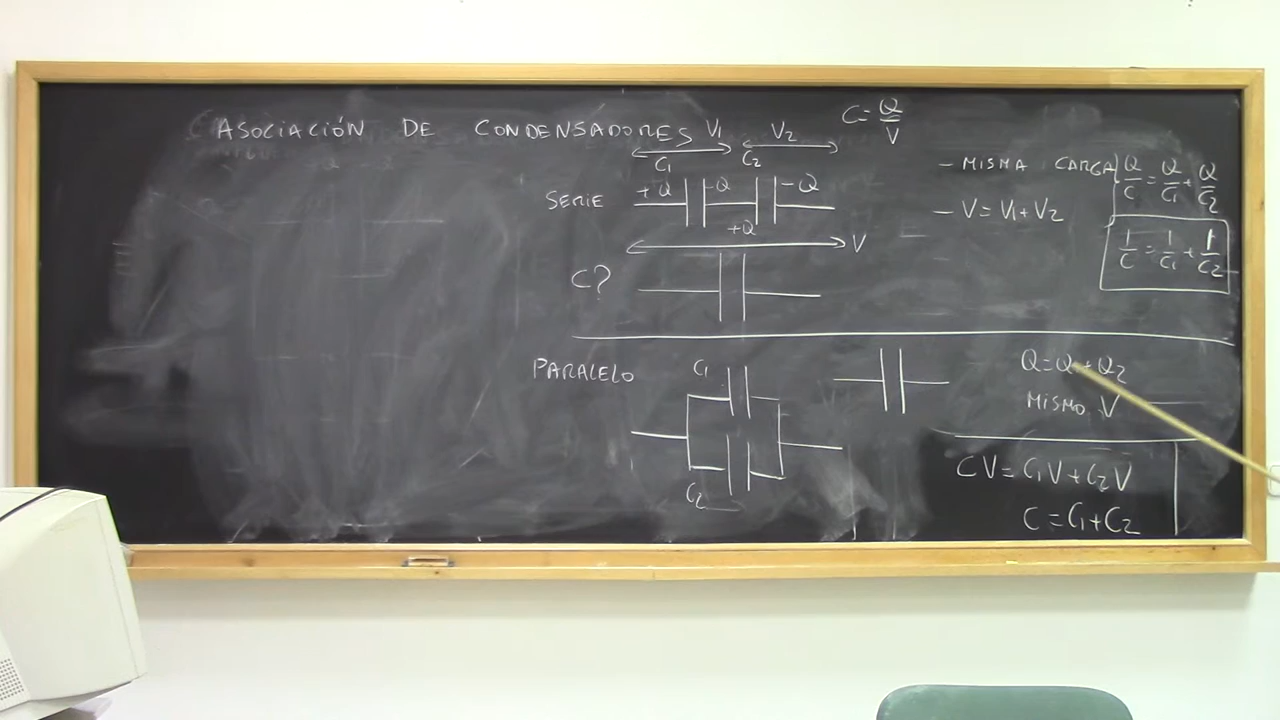 ASOCIACIÓN DE CONDENSADORES
C=Q/V
V1 V2
C1 C2
SERIE +Q -Q +Q -Q
V
C?
- MISMA CARGA
- V=V1+V2
Q/C=Q/C1+Q/C2
1/C=1/C1+1/C2
PARALELO C1
C2
Q=Q +Q2
MISMO V
CV=C1V+C2V
C=C1+C2